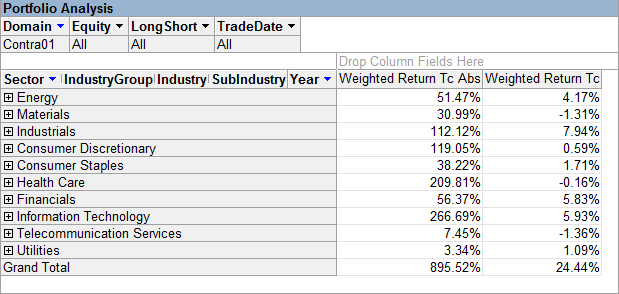 Portfolio Analysis
Domain Equity LongShort TradeDate
Contra01 All All All
Drop Column Fields Here
Sector IndustryGroup Industry SubIndustry Year Weighted Return Tc Abs Weighted Return Tc
Energy 51.47% 4.17%
Materials 30.99% -1.31%
Industrials 112.12% 7.94%
Consumer Discretionary 119.05% 0.59%
Consumer Staples 38.22% 1.71%
Health Care 209.81% -0.16%
Financials 56.37% 5.83%
Information Technology 266.69% 5.93%
Telecommunication Services 7.45% -1.36%
Utilities 3.34% 1.09%
Grand Total 895.52% 24.44%